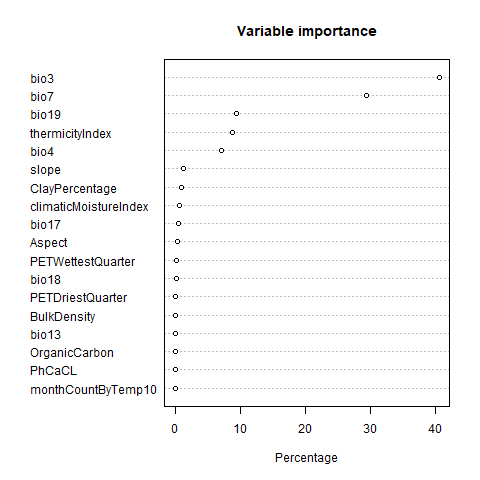 Variable importance
bio3
bio7
bio19
thermicityIndex
bio4
slope
ClayPercentage
climaticMoistureIndex
bio17
Aspect
PETWettestQuarter
bio18
PETDriestQuarter
BulkDensity
bio13
OrganicCarbon
PhCaCL
monthCountByTemp10
0 10 20 30 40
Percentage